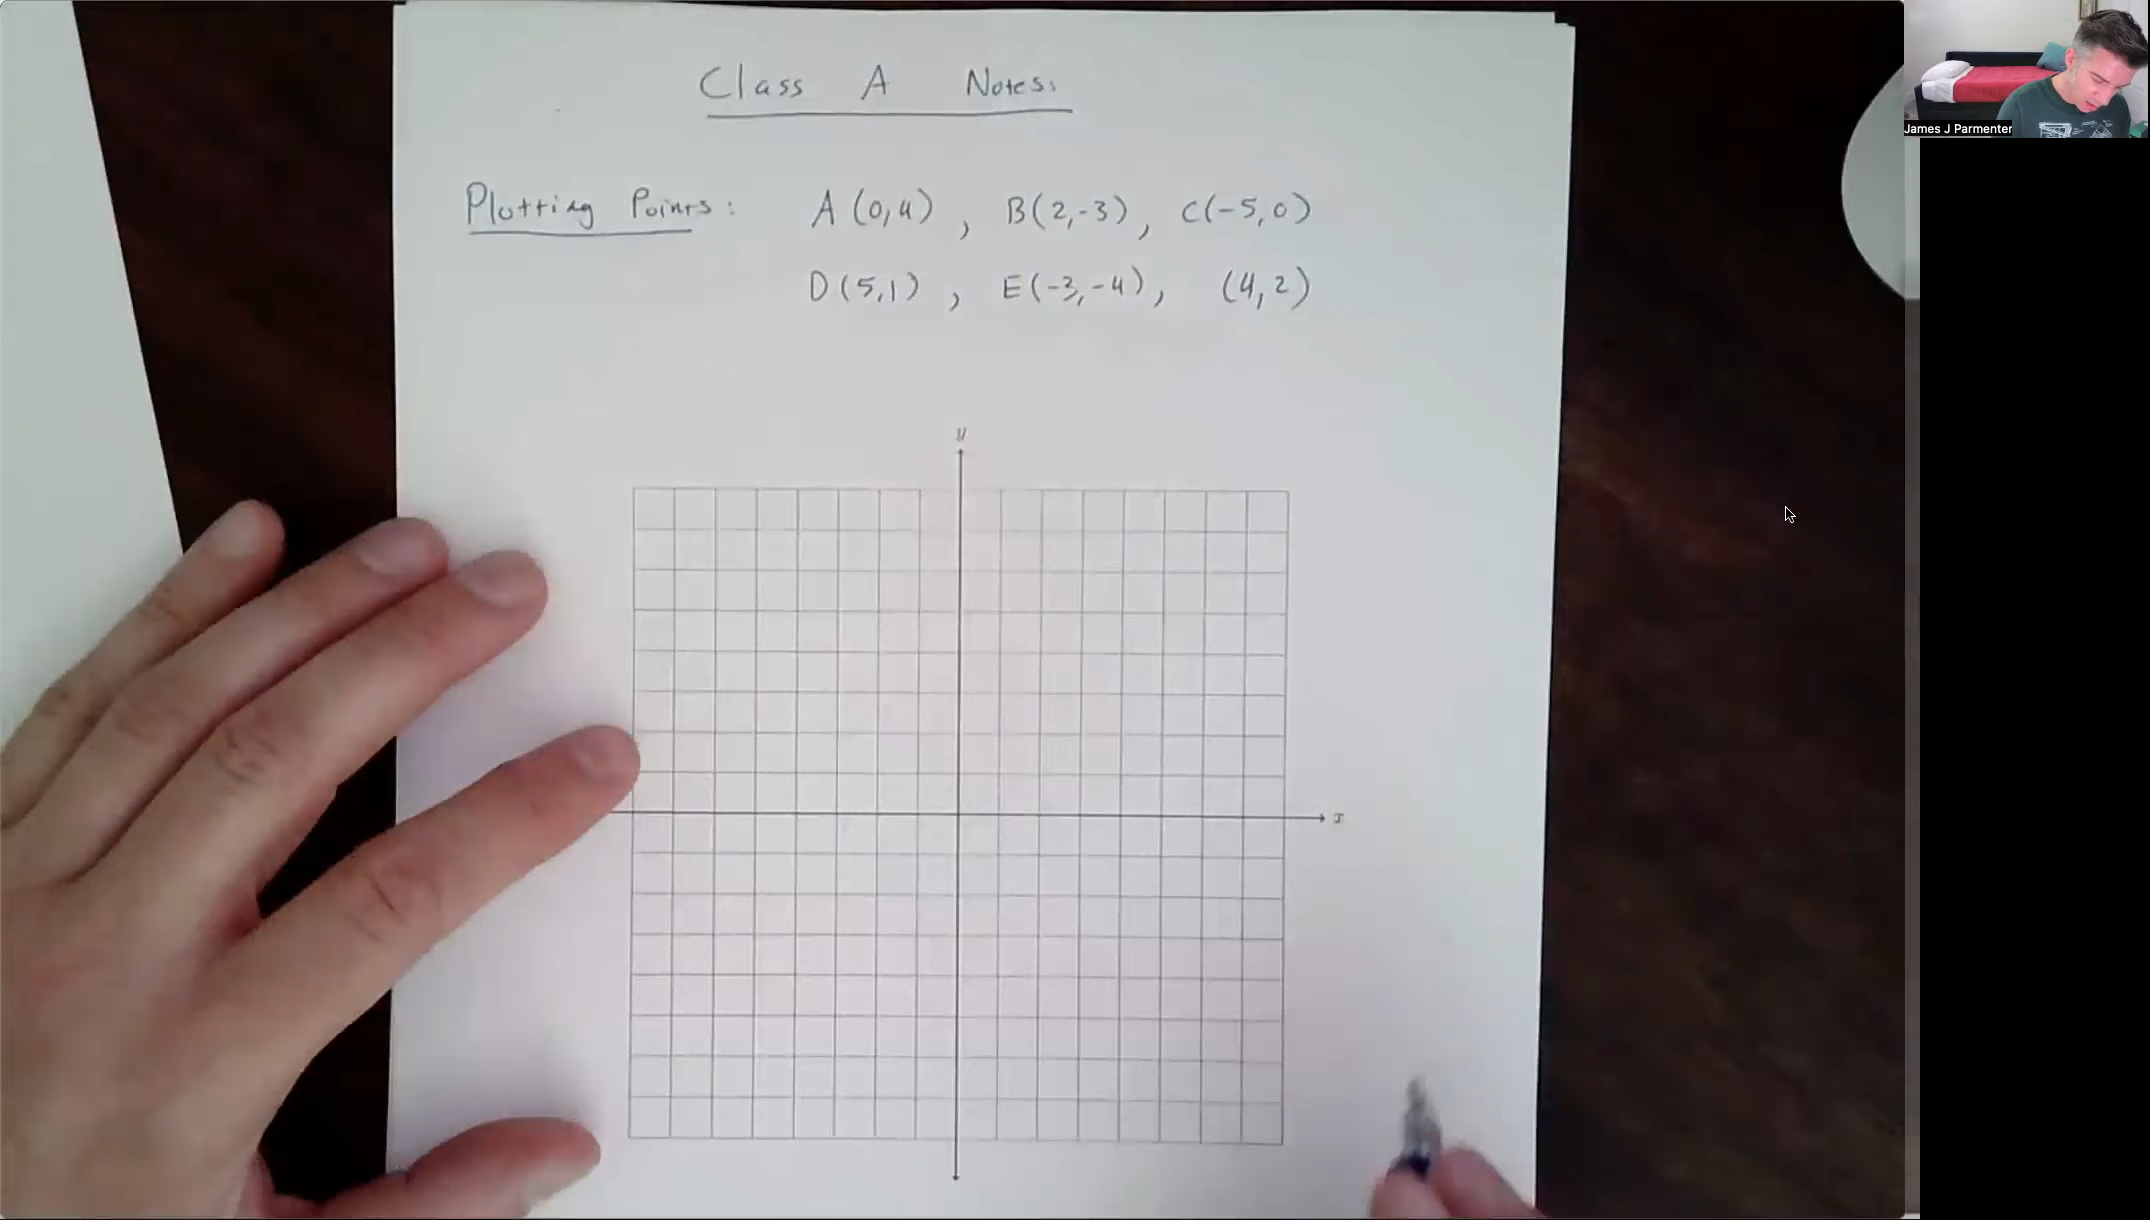 Class A Notes:
Plotting Points: A(0,4), B(2,-3), C(-5,0)
D(5,1), E(-3,-4), (4,2)
y
x
James J Parmenter